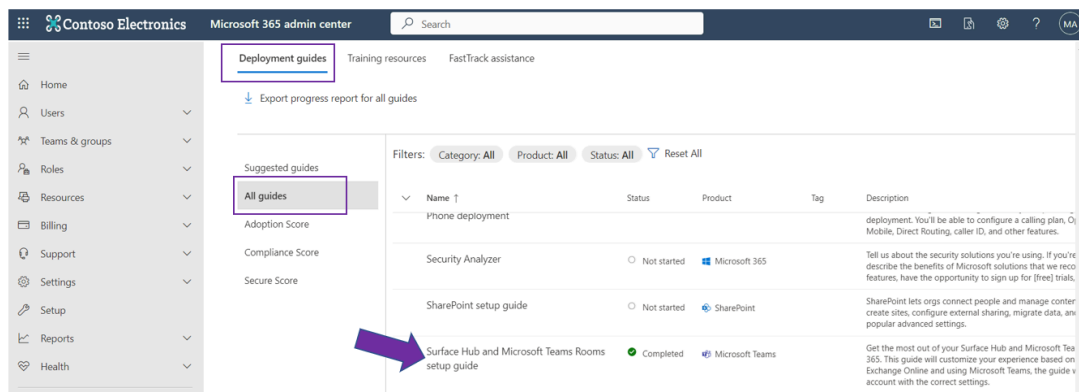 Contoso Electronics
Microsoft 365 admin center
Search
MA
Home
Users
Teams & groups
Roles
Resources
Billing
Support
Settings
Setup
Reports
Health
Deployment guides
Training resources
FastTrack assistance
Export progress report for all guides
Suggested guides
All guides
Adoption Score
Compliance Score
Secure Score
Filters: Category: All Product: All Status: All Reset All
Name ↑ Status Product Tag Description
Phone deployment
deployment. You'll be able to configure a calling plan,
Mobile, Direct Routing, caller ID, and other features.
Security Analyzer
Not started
Microsoft 365
Tell us about the security solutions you're using. If you're
describe the benefits of Microsoft solutions that we
features, have the opportunity to sign up for [free] trials,
SharePoint setup guide
Not started
SharePoint
SharePoint lets orgs connect people and manage
create sites, configure external sharing, migrate data,
popular advanced settings.
Surface Hub and Microsoft Teams Rooms
setup guide
Completed
Microsoft Teams
Get the most out of your Surface Hub and Microsoft
365. This guide will customize your experience based on
Exchange Online and using Microsoft Teams, the guide
account with the correct settings.